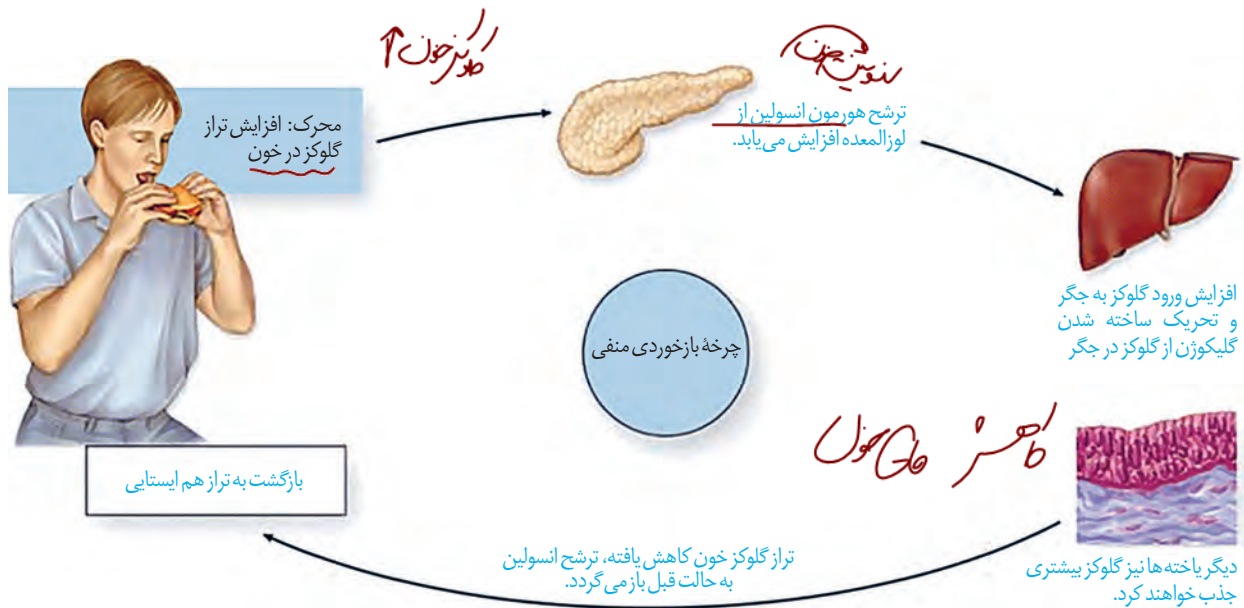 محرک: افزایش تراز
گلوکز در خون
ترشح هورمون انسولین از
لوزالمعده افزایش می‌یابد.
افزایش ورود گلوکز به جگر
و تحریک ساخته شدن
گلیکوژن از گلوکز در جگر
چرخهٔ بازخوردی منفی
کاهش
دیگر یاخته‌ها نیز گلوکز بیشتری
جذب خواهند کرد.
تراز گلوکز خون کاهش یافته، ترشح انسولین
به حالت قبل باز می‌گردد.
بازگشت به تراز هم ایستایی